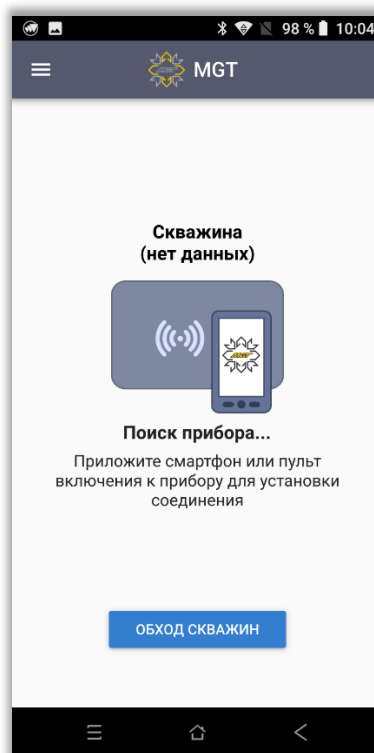 98 % 10:04
MGT
Скважина
(нет данных)
Поиск прибора...
Приложите смартфон или пульт
включения к прибору для установки
соединения
ОБХОД СКВАЖИН